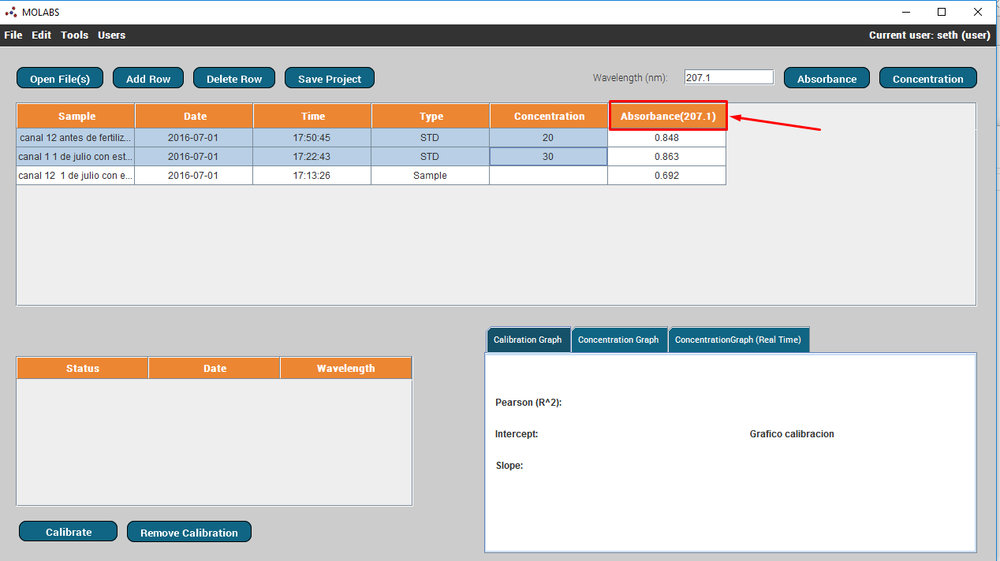 MOLABS
File Edit Tools Users Current user: seth (user)
Open File(s) Add Row Delete Row Save Project Wavelength (nm): 207.1 Absorbance Concentration
Sample Date Time Type Concentration Absorbance(207.1)
canal 12 antes de fertiliz... 2016-07-01 17:50:45 STD 20 0.848
canal 1 1 de julio con est... 2016-07-01 17:22:43 STD 30 0.863
canal 12  1 de julio con e... 2016-07-01 17:13:26 Sample 0.692
Calibration Graph Concentration Graph ConcentrationGraph (Real Time)
Status Date Wavelength
Pearson (R^2):
Intercept: Grafico calibracion
Slope:
Calibrate Remove Calibration